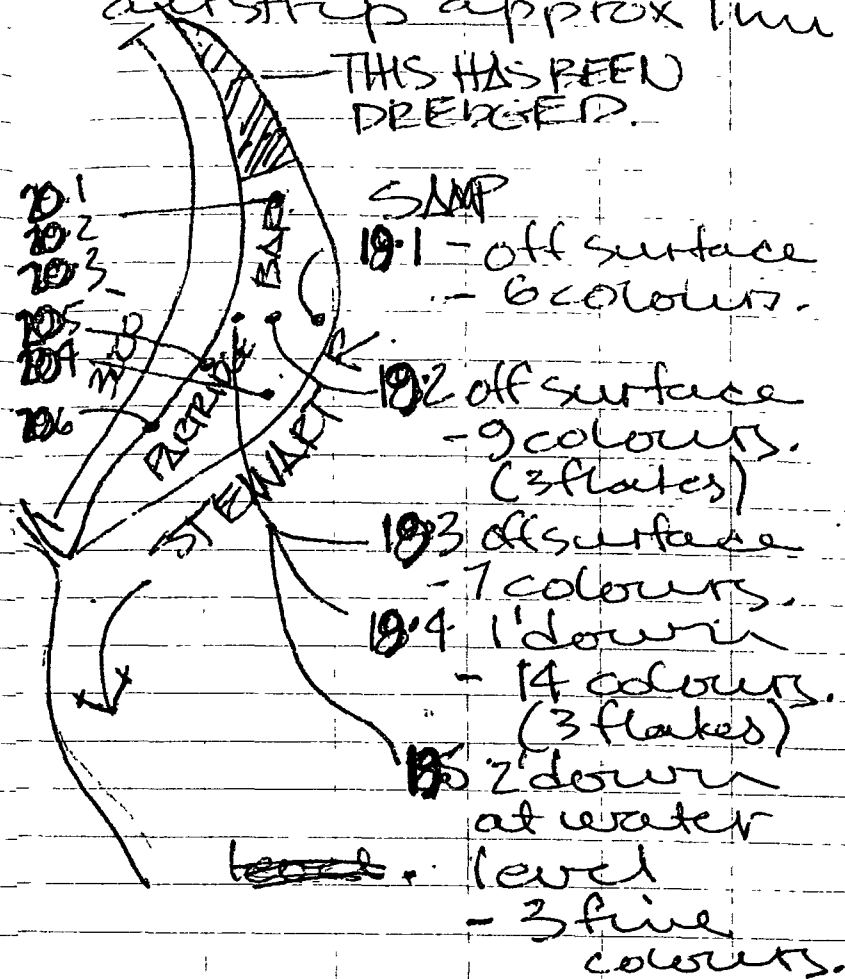 airstrip approx 1mi
THIS HAS BEEN
DREDGED.
SAMP
19.1 - off surface
- 6 colours.
19.2 off surface
- 9 colours.
(3 flakes)
19.3 off surface
- 7 colours.
19.4 1' down
- 14 colours.
(3 flakes)
19.5 2' down
at water
level
- 3 fine
colours.
20.1
20.2
20.3
20.5
20.4
20.6
BAR
PARTRIDGE
STEWART R